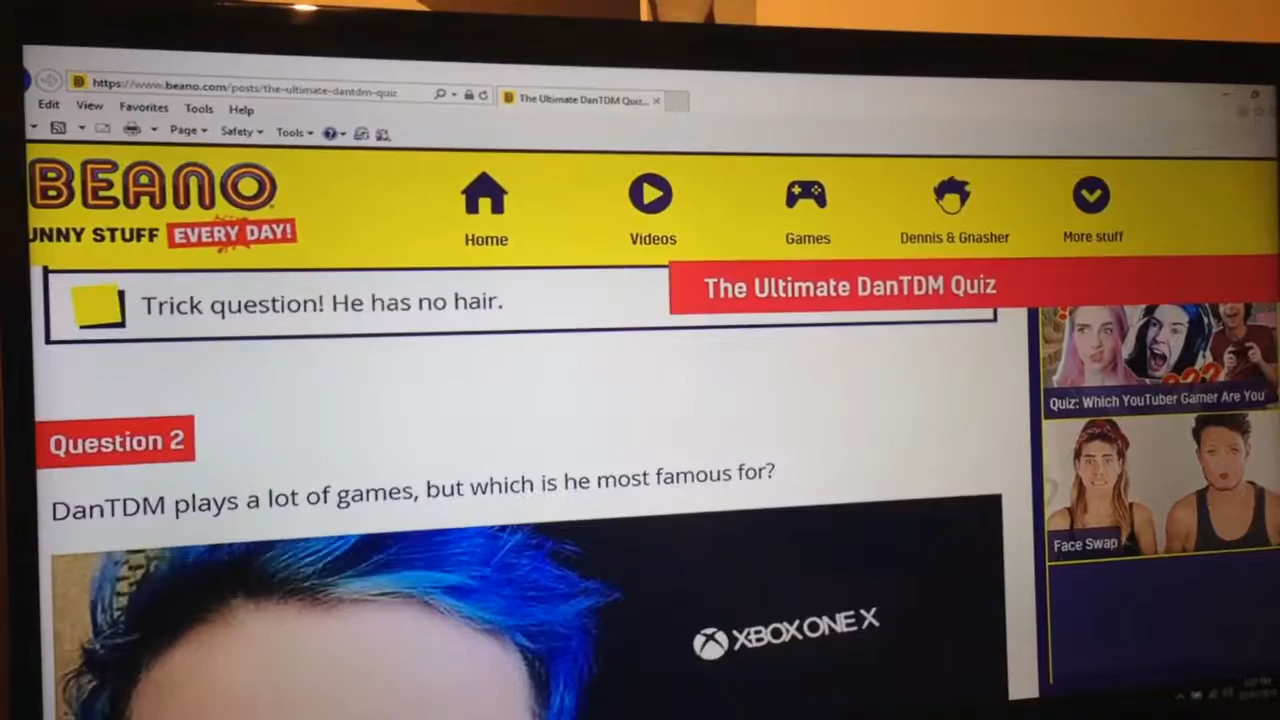 https://www.beano.com/posts/the-ultimate-dantdm-quiz
The Ultimate DanTDM Quiz...
Edit View Favorites Tools Help
Page Safety Tools
BEANO
UNNY STUFF EVERY DAY!
Home
Videos
Games
Dennis & Gnasher
More stuff
Trick question! He has no hair.
The Ultimate DanTDM Quiz
???
Quiz: Which YouTuber Gamer Are You
Question 2
DanTDM plays a lot of games, but which is he most famous for?
Face Swap
XBOX ONE X